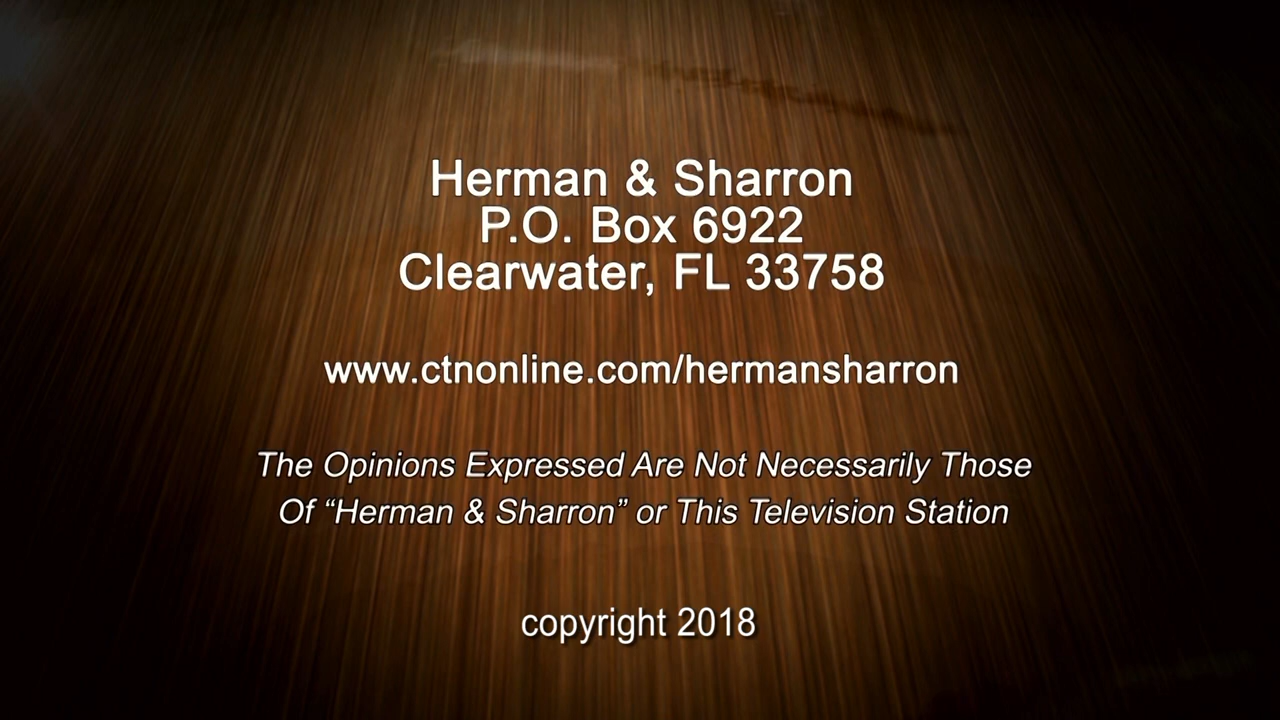 Herman & Sharron
P.O. Box 6922
Clearwater, FL 33758
www.ctnonline.com/hermansharron
The Opinions Expressed Are Not Necessarily Those
Of “Herman & Sharron” or This Television Station
copyright 2018